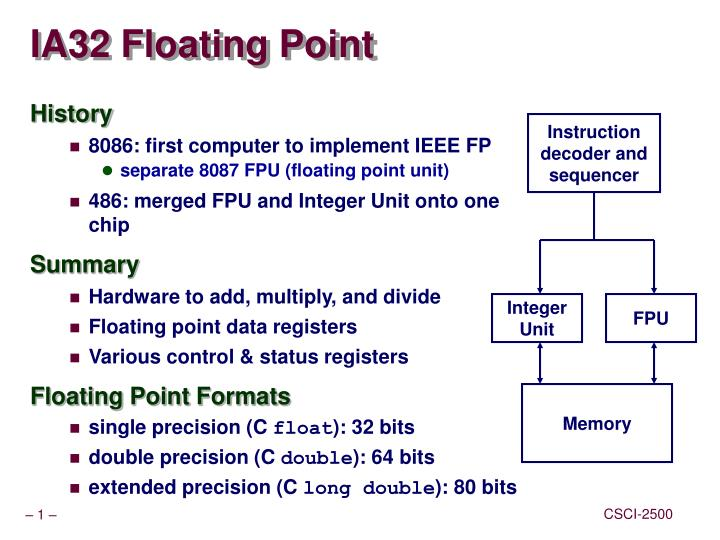 IA32 Floating Point
History
8086: first computer to implement IEEE FP
separate 8087 FPU (floating point unit)
486: merged FPU and Integer Unit onto one
chip
Summary
Hardware to add, multiply, and divide
Floating point data registers
Various control & status registers
Floating Point Formats
single precision (C float): 32 bits
double precision (C double): 64 bits
extended precision (C long double): 80 bits
Instruction
decoder and
sequencer
Integer
Unit
FPU
Memory
– 1 –
CSCI-2500